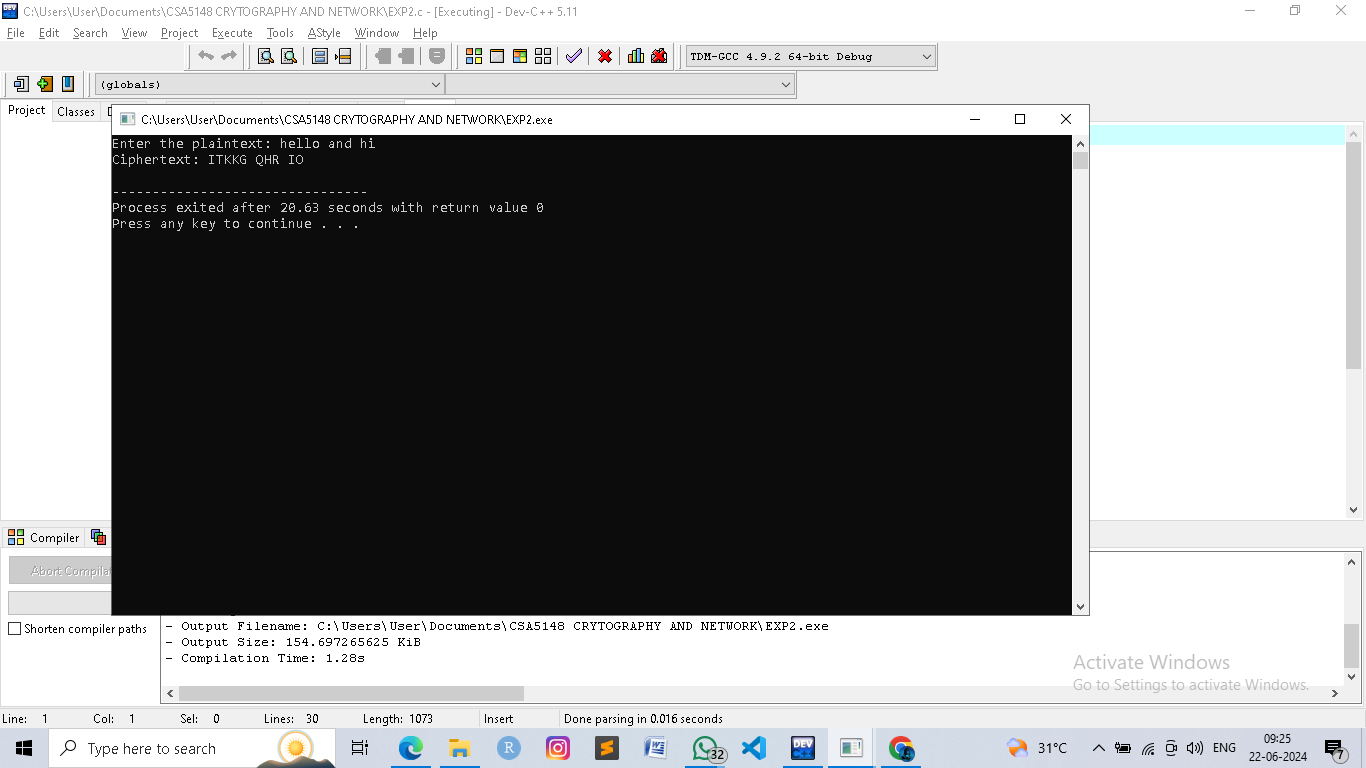 C:\Users\User\Documents\CSA5148 CRYTOGRAPHY AND NETWORK\EXP2.c - [Executing] - Dev-C++ 5.11
File Edit Search View Project Execute Tools AStyle Window Help
TDM-GCC 4.9.2 64-bit Debug
(globals)
Project Classes D
C:\Users\User\Documents\CSA5148 CRYTOGRAPHY AND NETWORK\EXP2.exe
Enter the plaintext: hello and hi
Ciphertext: ITKKG QHR IO
--------------------------------
Process exited after 20.63 seconds with return value 0
Press any key to continue . . .
Compiler
Abort Compilat
Shorten compiler paths
- Output Filename: C:\Users\User\Documents\CSA5148 CRYTOGRAPHY AND NETWORK\EXP2.exe
- Output Size: 154.697265625 KiB
- Compilation Time: 1.28s
Activate Windows
Go to Settings to activate Windows.
Line: 1 Col: 1 Sel: 0 Lines: 30 Length: 1073 Insert Done parsing in 0.016 seconds
Type here to search
R
32
DEV
31°C
ENG
09:25
22-06-2024
7